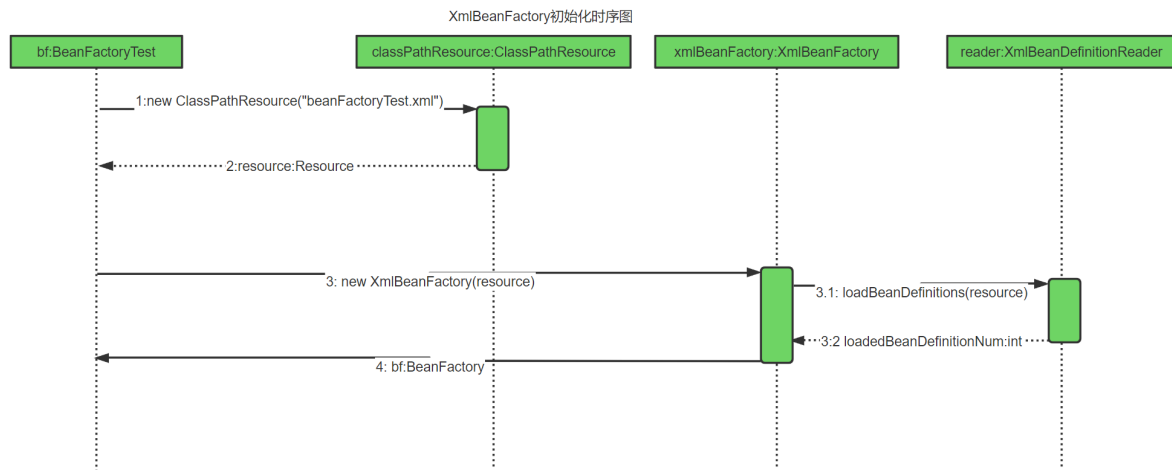 XmlBeanFactory初始化时序图
bf:BeanFactoryTest
classPathResource:ClassPathResource
xmlBeanFactory:XmlBeanFactory
reader:XmlBeanDefinitionReader
1:new ClassPathResource("beanFactoryTest.xml")
2:resource:Resource
3: new XmlBeanFactory(resource)
3.1: loadBeanDefinitions(resource)
3:2 loadedBeanDefinitionNum:int
4: bf:BeanFactory